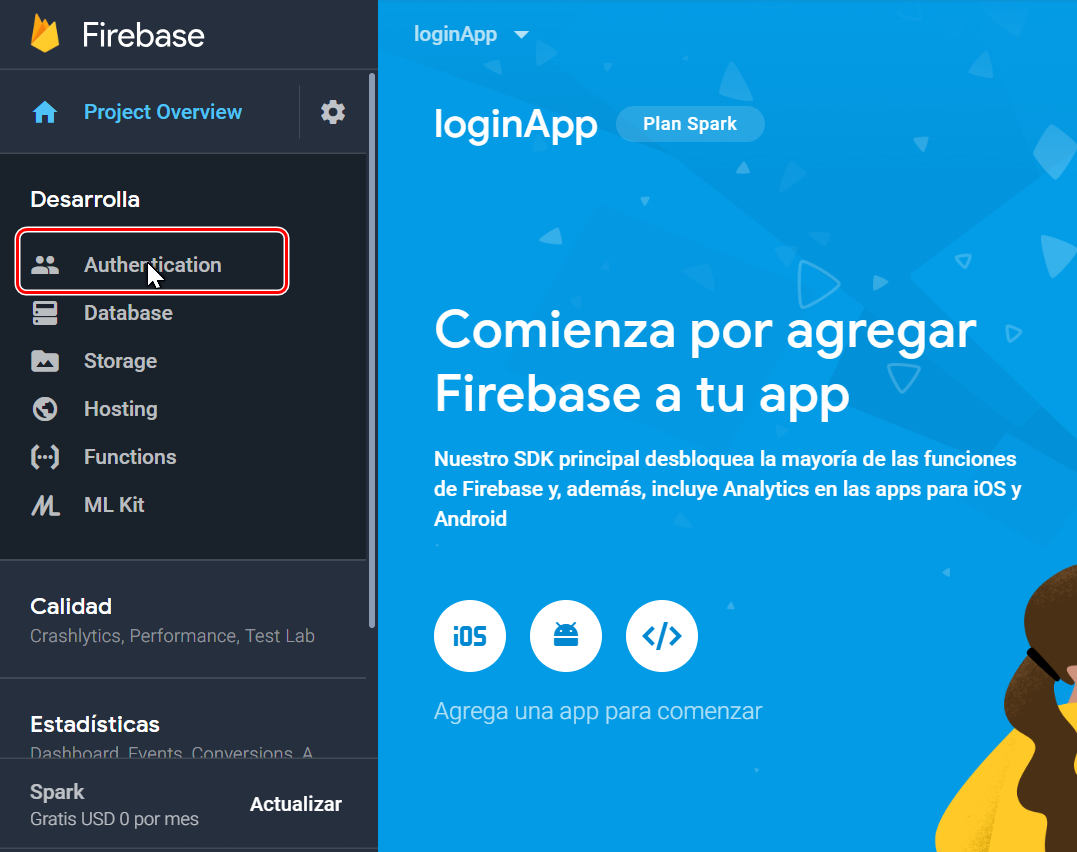 Firebase
Project Overview
Desarrolla
Authentication
Database
Storage
Hosting
Functions
ML Kit
Calidad
Crashlytics, Performance, Test Lab
Estadísticas
Dashboard, Events, Conversions, A
Spark
Gratis USD 0 por mes
Actualizar
loginApp
loginApp
Plan Spark
Comienza por agregar
Firebase a tu app
Nuestro SDK principal desbloquea la mayoría de las funciones
de Firebase y, además, incluye Analytics en las apps para iOS y
Android
iOS
Agrega una app para comenzar